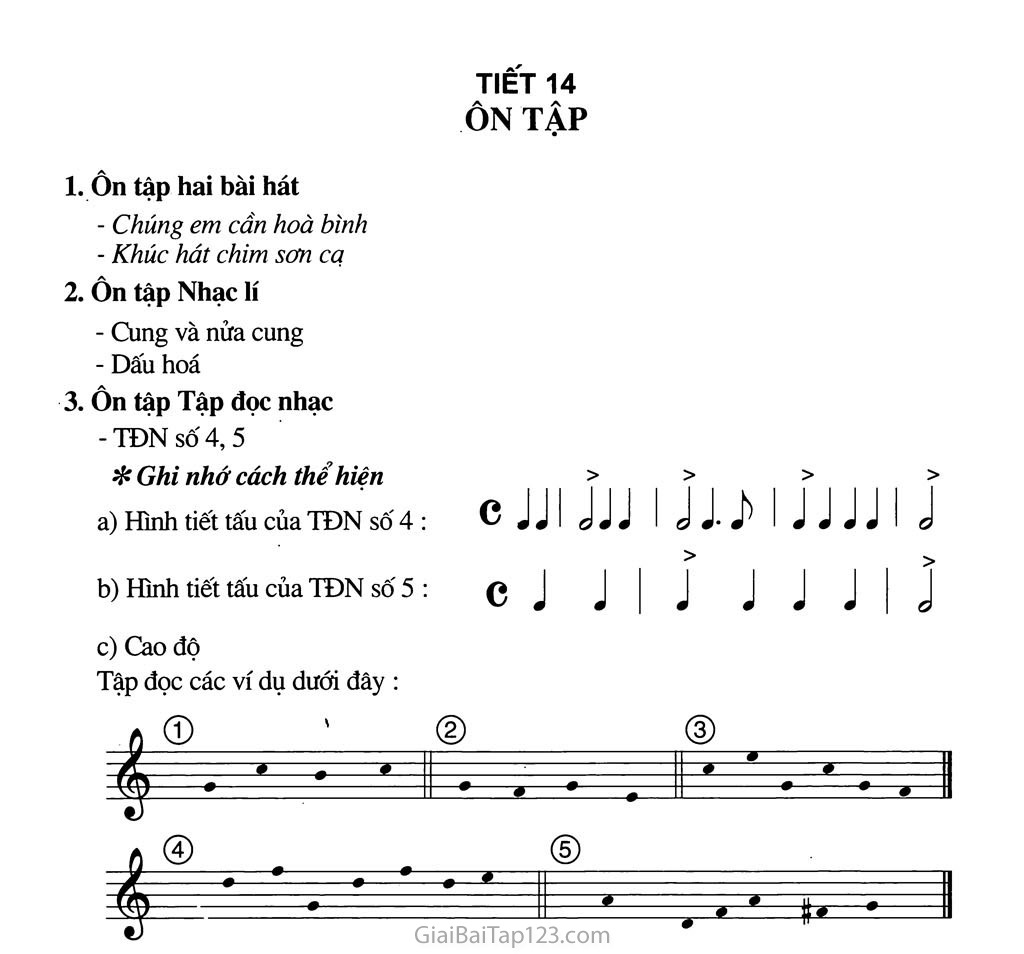 TIẾT 14
ÔN TẬP
1. Ôn tập hai bài hát
- Chúng em cần hoà bình
- Khúc hát chim sơn cạ
2. Ôn tập Nhạc lí
- Cung và nửa cung
- Dấu hoá
3. Ôn tập Tập đọc nhạc
- TĐN số 4, 5
* Ghi nhớ cách thể hiện
a) Hình tiết tấu của TĐN số 4 :
b) Hình tiết tấu của TĐN số 5 :
c) Cao độ
Tập đọc các ví dụ dưới đây :
1 2 3
4 5
GiaiBaiTap123.com